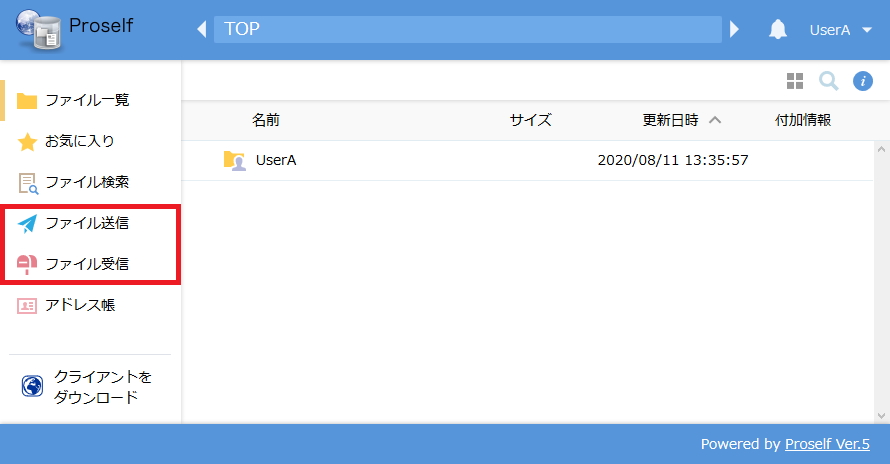 Proself
TOP
UserA
ファイル一覧
お気に入り
ファイル検索
ファイル送信
ファイル受信
アドレス帳
クライアントを
ダウンロード
名前 サイズ 更新日時 付加情報
UserA 2020/08/11 13:35:57
Powered by Proself Ver.5